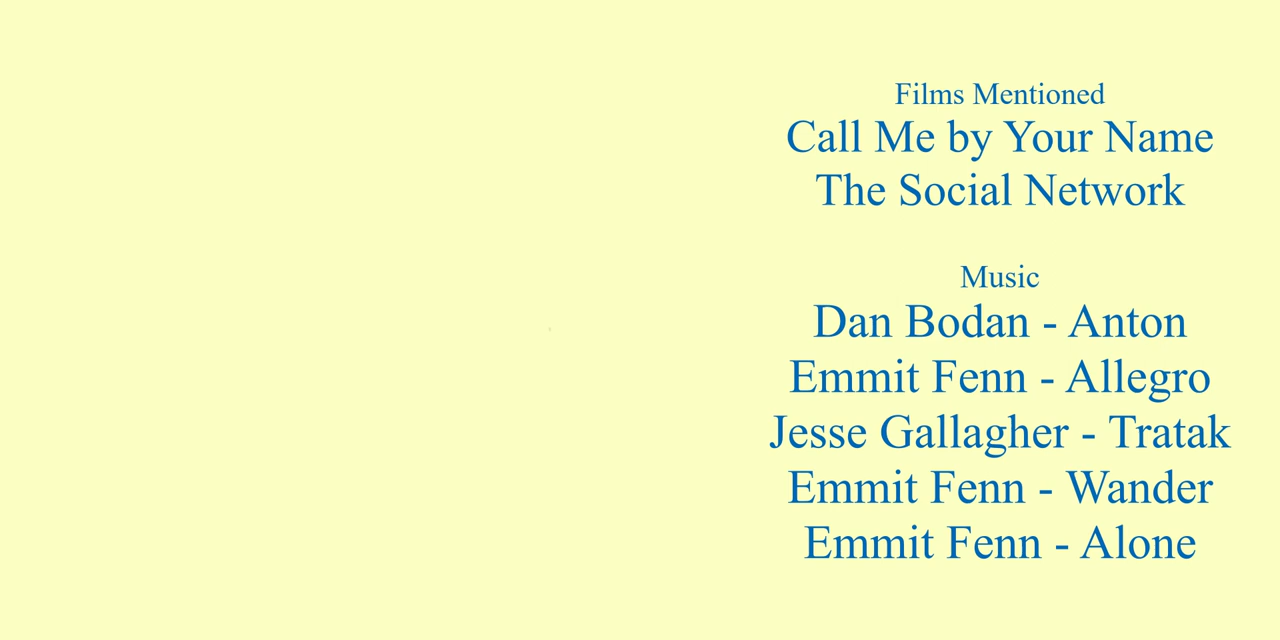 Films Mentioned
Call Me by Your Name
The Social Network
Music
Dan Bodan - Anton
Emmit Fenn - Allegro
Jesse Gallagher - Tratak
Emmit Fenn - Wander
Emmit Fenn - Alone